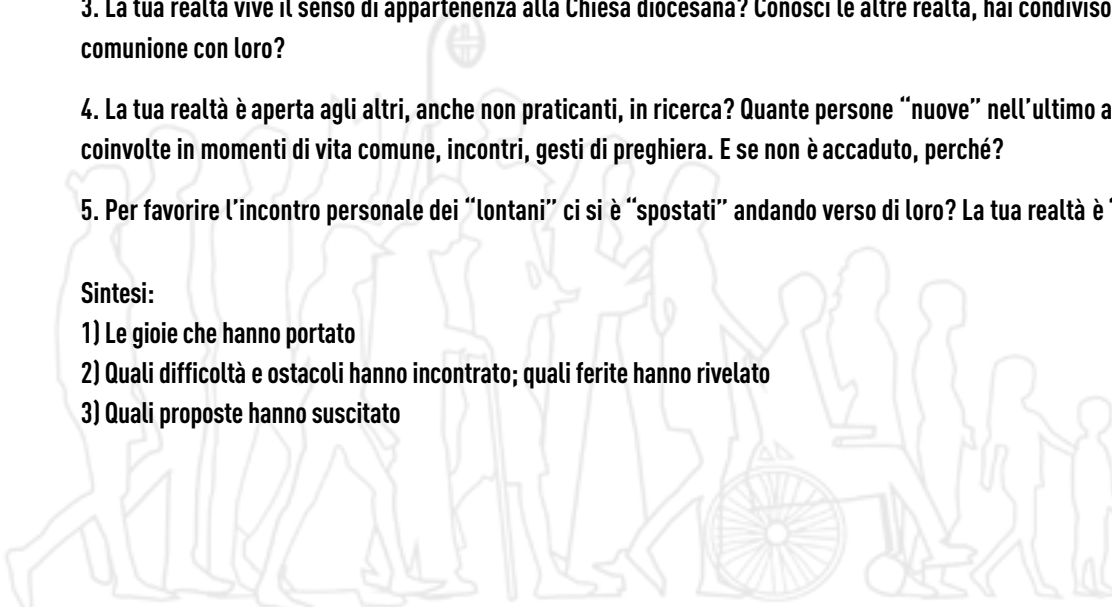 3. La tua realtà vive il senso di appartenenza alla Chiesa diocesana? Conosci le altre realtà, hai condiviso
comunione con loro?
4. La tua realtà è aperta agli altri, anche non praticanti, in ricerca? Quante persone “nuove” nell’ultimo a
coinvolte in momenti di vita comune, incontri, gesti di preghiera. E se non è accaduto, perché?
5. Per favorire l’incontro personale dei “lontani” ci si è “spostati” andando verso di loro? La tua realtà è
Sintesi:
1) Le gioie che hanno portato
2) Quali difficoltà e ostacoli hanno incontrato; quali ferite hanno rivelato
3) Quali proposte hanno suscitato